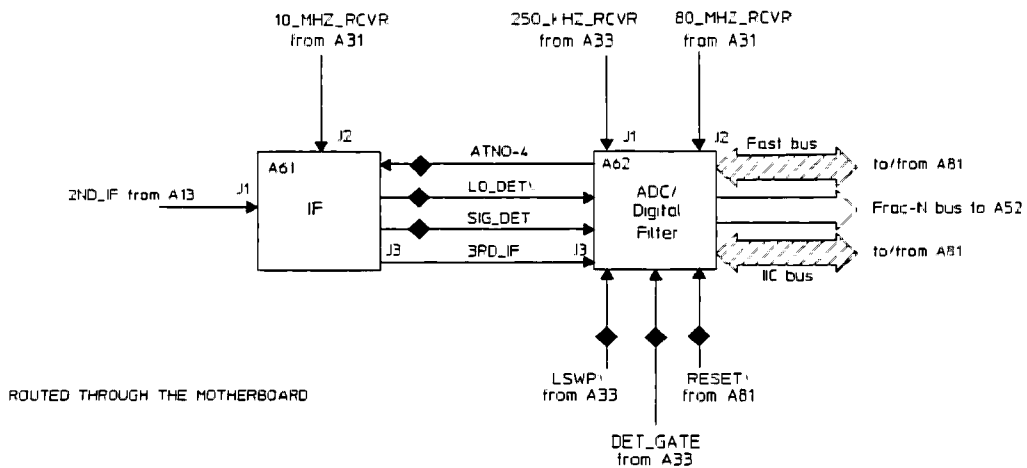 10_MHZ_RCVR
from A31
250_kHZ_RCVR
from A33
80_MHZ_RCVR
from A31
J2
J1
J2
A61
IF
J1
J3
2ND_IF from A13
ATN0-4
LO_DET\
SIG_DET
3RD_IF
A62
ADC/
Digital
Filter
J3
Fast bus
to/from A81
Frac-N bus to A52
to/from A81
IIC bus
LSWP\
from A33
RESET\
from A81
DET_GATE
from A33
ROUTED THROUGH THE MOTHERBOARD